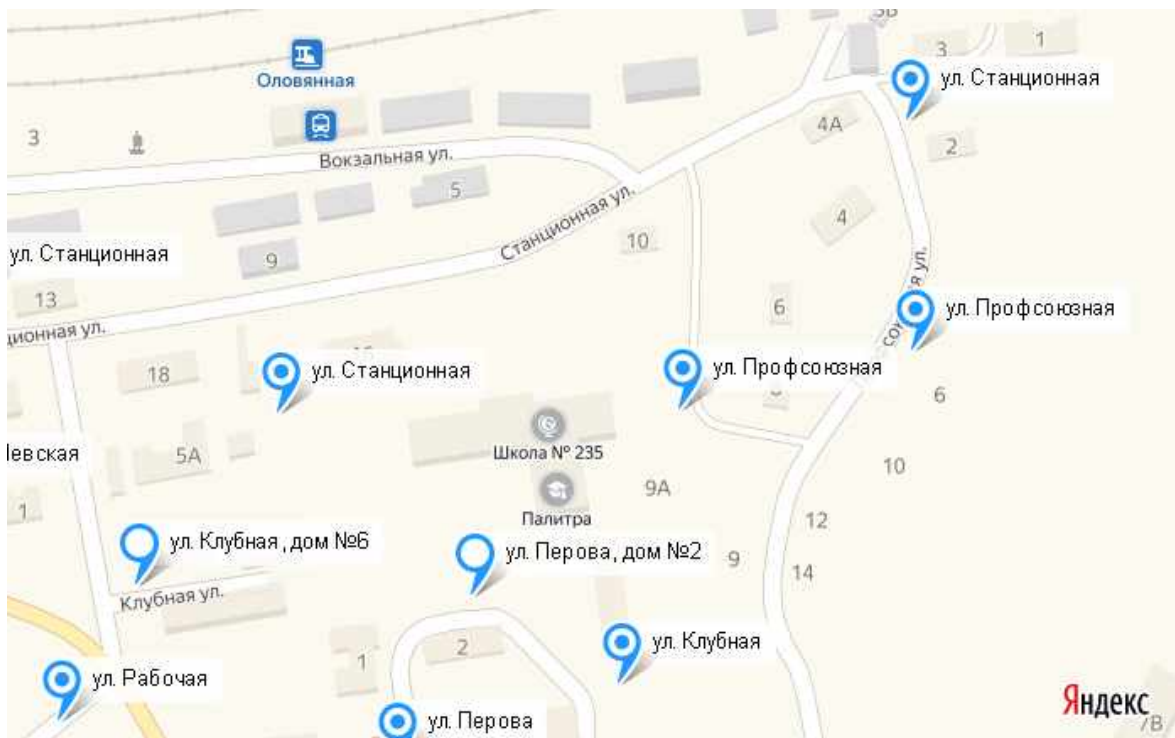 3В
3
1
ул. Станционная
Оловянная
4А
3
2
Вокзальная ул.
5
4
Станционная ул.
10
ул. Станционная
9
13
6
ул. Профсоюзная
ционная ул.
18
ул. Станционная
ул. Профсоюзная
6
Школа № 235
5А
10
9А
1
Палитра
12
ул. Клубная, дом №6
ул. Перова, дом №2
9
14
Клубная ул.
1
2
ул. Клубная
ул. Рабочая
ул. Перова
Яндекс
7В